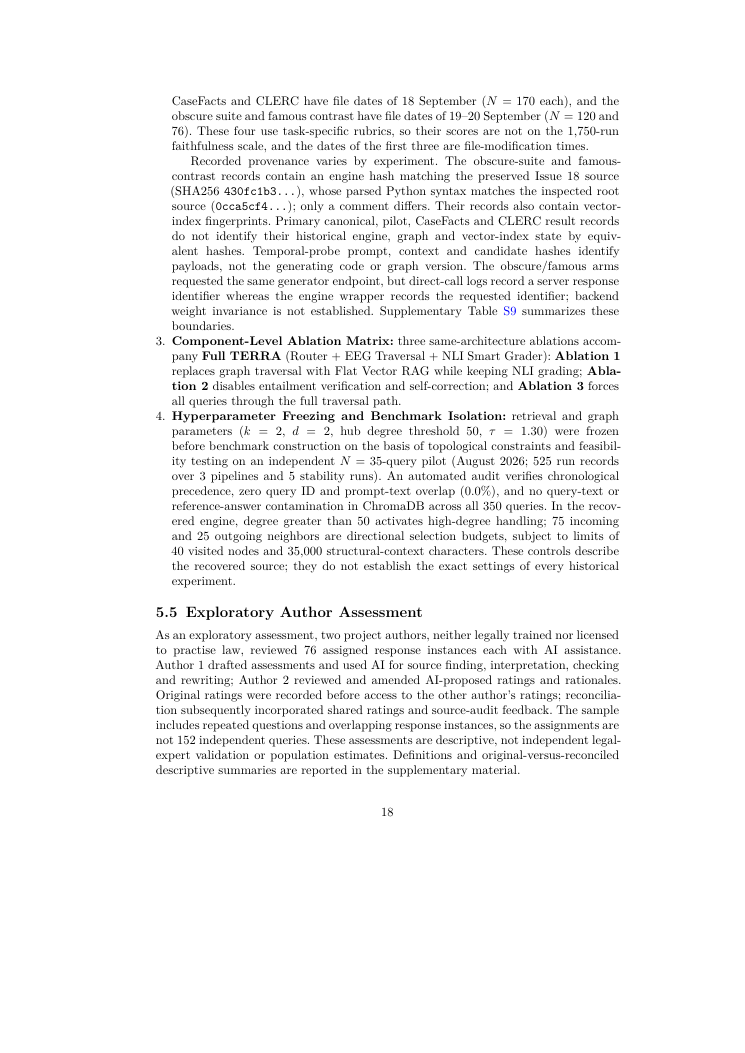 CaseFacts and CLERC have file dates of 18 September (N = 170 each), and the
obscure suite and famous contrast have file dates of 19–20 September (N = 120 and
76). These four use task-specific rubrics, so their scores are not on the 1,750-run
faithfulness scale, and the dates of the first three are file-modification times.
Recorded provenance varies by experiment. The obscure-suite and famous-
contrast records contain an engine hash matching the preserved Issue 18 source
(SHA256 430fc1b3...), whose parsed Python syntax matches the inspected root
source (0cca5cf4...); only a comment differs. Their records also contain vector-
index fingerprints. Primary canonical, pilot, CaseFacts and CLERC result records
do not identify their historical engine, graph and vector-index state by equiv-
alent hashes. Temporal-probe prompt, context and candidate hashes identify
payloads, not the generating code or graph version. The obscure/famous arms
requested the same generator endpoint, but direct-call logs record a server response
identifier whereas the engine wrapper records the requested identifier; backend
weight invariance is not established. Supplementary Table S9 summarizes these
boundaries.
3. Component-Level Ablation Matrix: three same-architecture ablations accom-
pany Full TERRA (Router + EEG Traversal + NLI Smart Grader): Ablation 1
replaces graph traversal with Flat Vector RAG while keeping NLI grading; Abla-
tion 2 disables entailment verification and self-correction; and Ablation 3 forces
all queries through the full traversal path.
4. Hyperparameter Freezing and Benchmark Isolation: retrieval and graph
parameters (k = 2, d = 2, hub degree threshold 50, τ = 1.30) were frozen
before benchmark construction on the basis of topological constraints and feasibil-
ity testing on an independent N = 35-query pilot (August 2026; 525 run records
over 3 pipelines and 5 stability runs). An automated audit verifies chronological
precedence, zero query ID and prompt-text overlap (0.0%), and no query-text or
reference-answer contamination in ChromaDB across all 350 queries. In the recov-
ered engine, degree greater than 50 activates high-degree handling; 75 incoming
and 25 outgoing neighbors are directional selection budgets, subject to limits of
40 visited nodes and 35,000 structural-context characters. These controls describe
the recovered source; they do not establish the exact settings of every historical
experiment.
5.5 Exploratory Author Assessment
As an exploratory assessment, two project authors, neither legally trained nor licensed
to practise law, reviewed 76 assigned response instances each with AI assistance.
Author 1 drafted assessments and used AI for source finding, interpretation, checking
and rewriting; Author 2 reviewed and amended AI-proposed ratings and rationales.
Original ratings were recorded before access to the other author's ratings; reconcilia-
tion subsequently incorporated shared ratings and source-audit feedback. The sample
includes repeated questions and overlapping response instances, so the assignments are
not 152 independent queries. These assessments are descriptive, not independent legal-
expert validation or population estimates. Definitions and original-versus-reconciled
descriptive summaries are reported in the supplementary material.
18